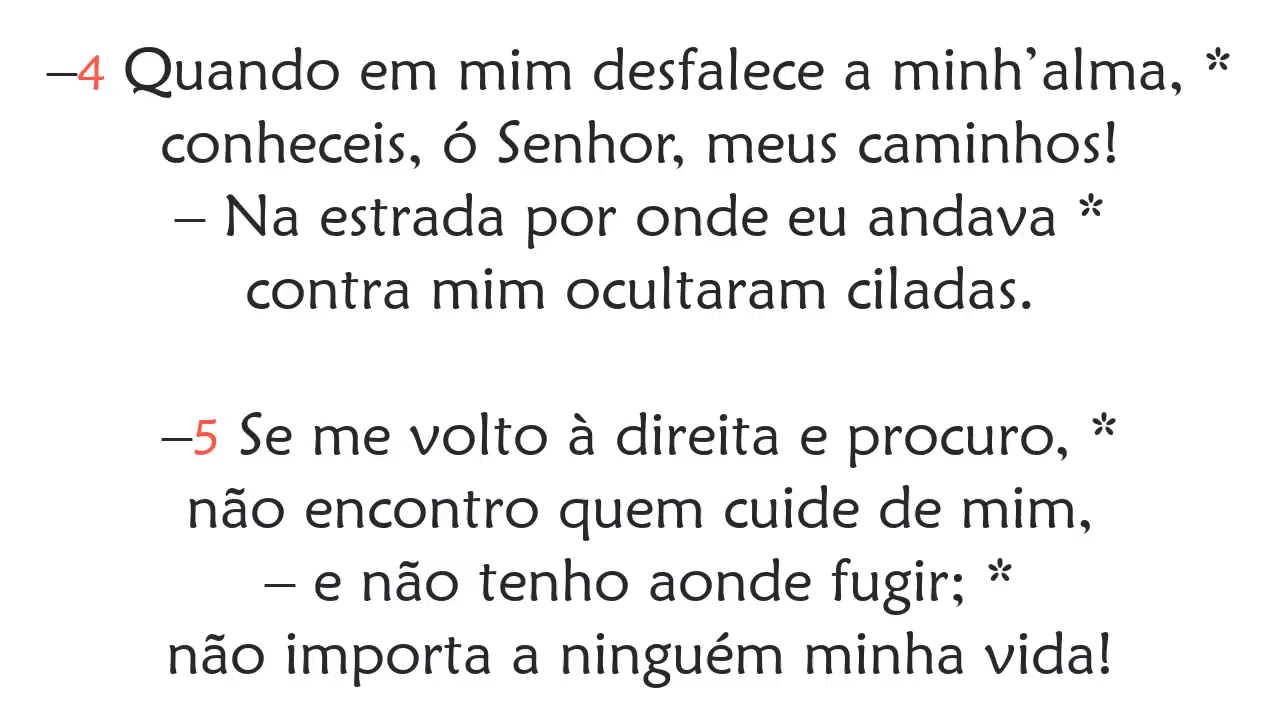 –4 Quando em mim desfalece a minh’alma, *
conheceis, ó Senhor, meus caminhos!
– Na estrada por onde eu andava *
contra mim ocultaram ciladas.
–5 Se me volto à direita e procuro, *
não encontro quem cuide de mim,
– e não tenho aonde fugir; *
não importa a ninguém minha vida!